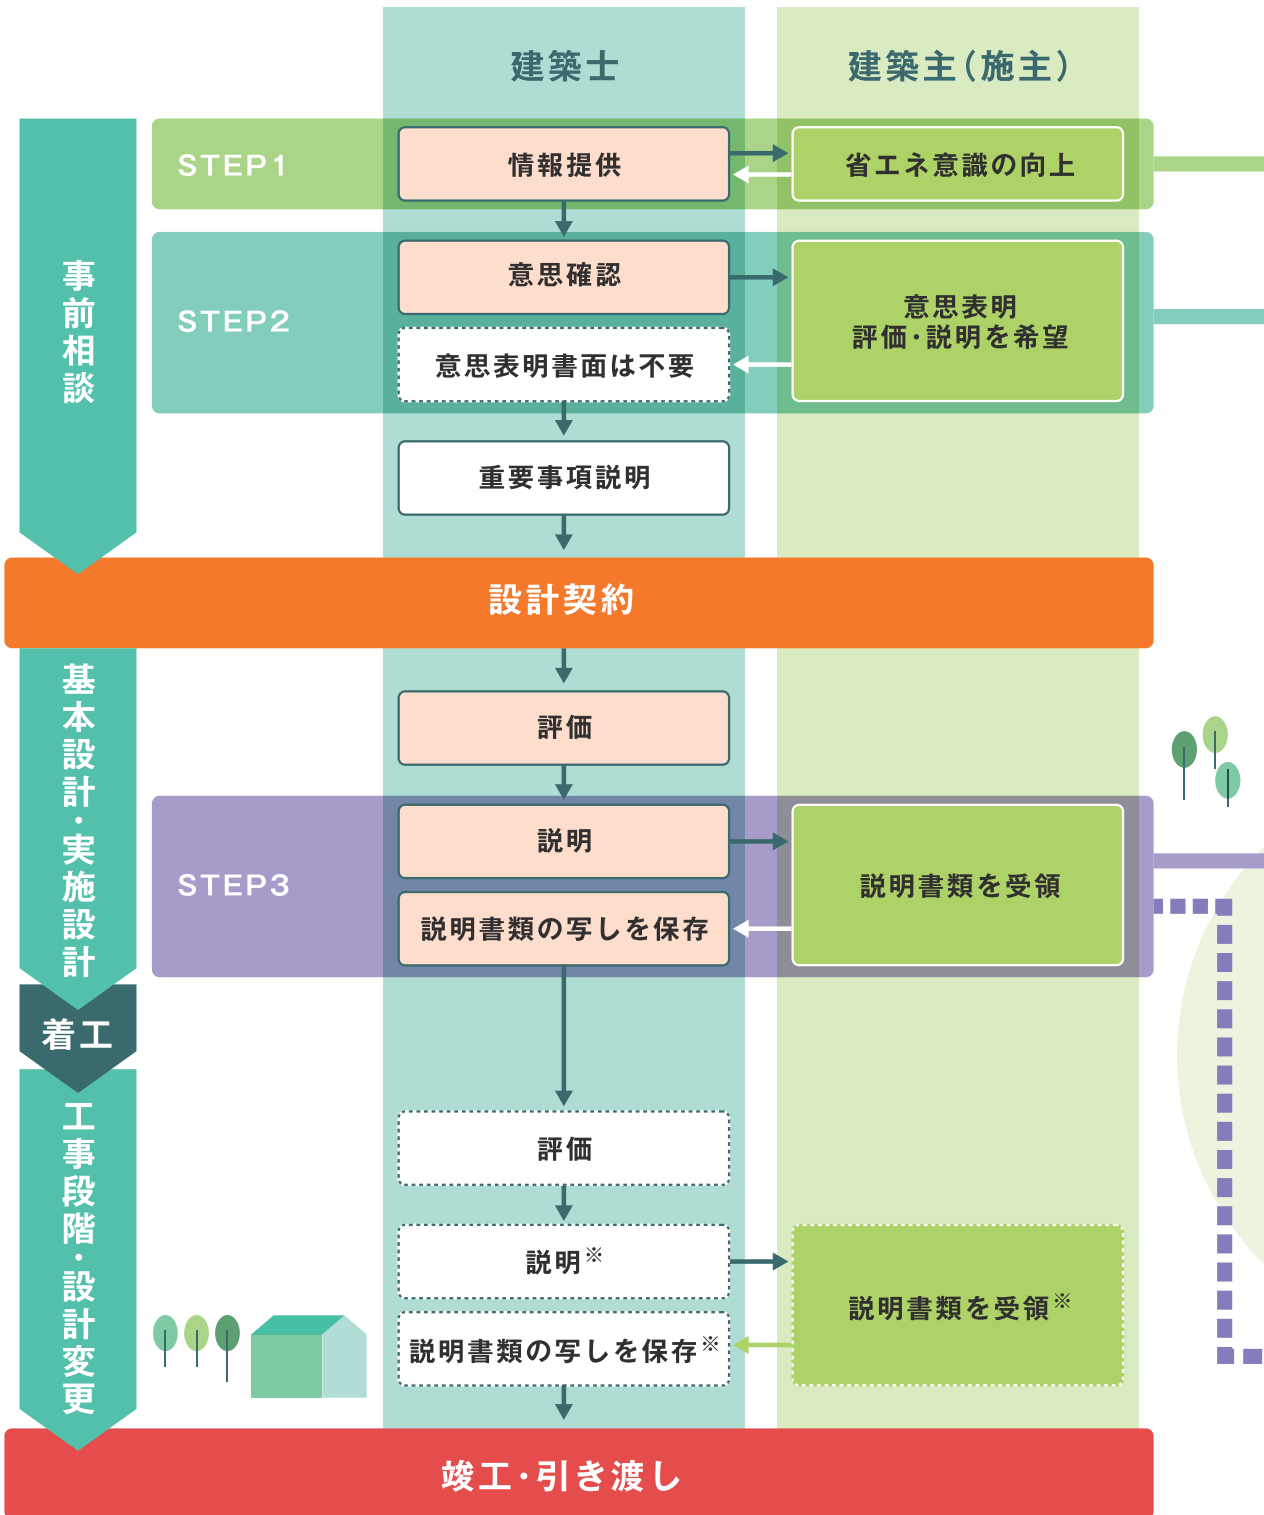 建築士
建築主(施主)
事前相談
STEP1
情報提供
省エネ意識の向上
STEP2
意思確認
意思表明
評価・説明を希望
意思表明書面は不要
重要事項説明
設計契約
基本設計・実施設計
評価
STEP3
説明
説明書類を受領
説明書類の写しを保存
着工
工事段階・設計変更
評価
説明※
説明書類を受領※
説明書類の写しを保存※
竣工・引き渡し